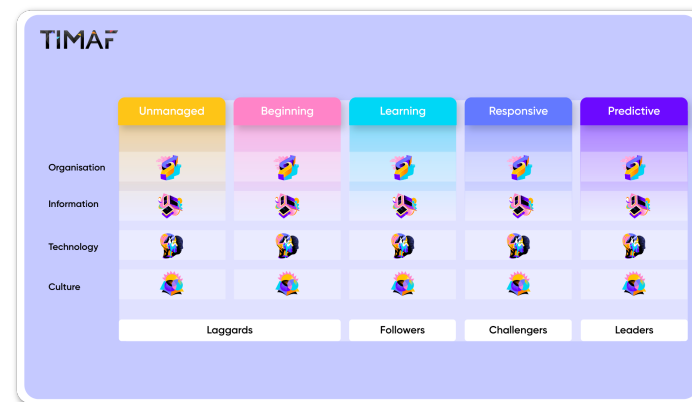 TIMAF
Unmanaged Beginning Learning Responsive Predictive
Organisation
Information
Technology
Culture
Laggards Followers Challengers Leaders